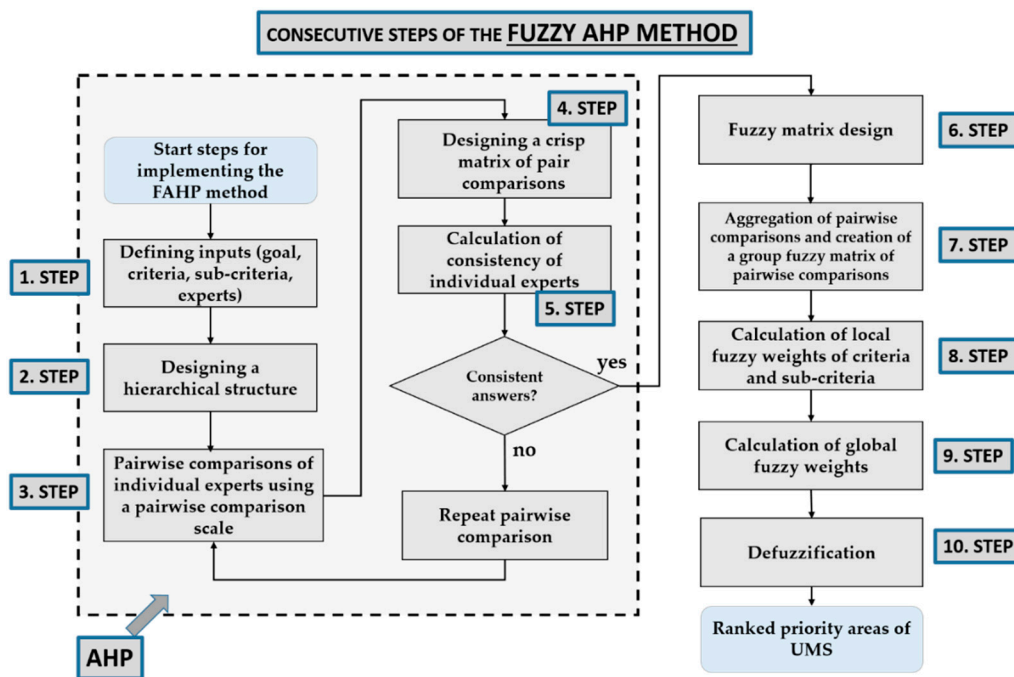 CONSECUTIVE STEPS OF THE FUZZY AHP METHOD
Start steps for
implementing the
FAHP method
1. STEP
Defining inputs (goal,
criteria, sub-criteria,
experts)
2. STEP
Designing a
hierarchical structure
3. STEP
Pairwise comparisons of
individual experts using
a pairwise comparison
scale
4. STEP
Designing a crisp
matrix of pair
comparisons
Calculation of
consistency of
individual experts
5. STEP
Consistent
answers?
yes
no
Repeat pairwise
comparison
AHP
Fuzzy matrix design
6. STEP
Aggregation of pairwise
comparisons and creation of
a group fuzzy matrix of
pairwise comparisons
7. STEP
Calculation of local
fuzzy weights of criteria
and sub-criteria
8. STEP
Calculation of global
fuzzy weights
9. STEP
Defuzzification
10. STEP
Ranked priority areas of
UMS